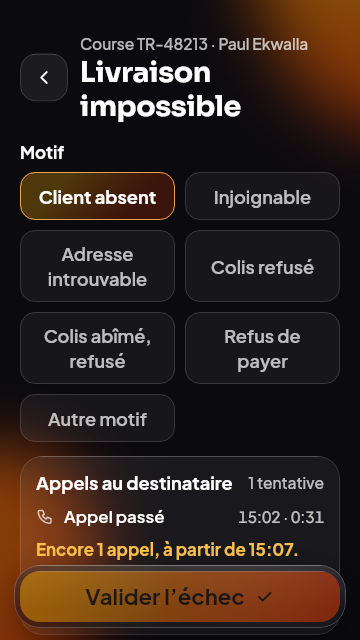 Course TR-48213 · Paul Ekwalla
Livraison
impossible
Motif
Client absent
Injoignable
Adresse
introuvable
Colis refusé
Colis abîmé,
refusé
Refus de
payer
Autre motif
Appels au destinataire
1 tentative
Appel passé
15:02 · 0:31
Encore 1 appel, à partir de 15:07.
Valider l’échec